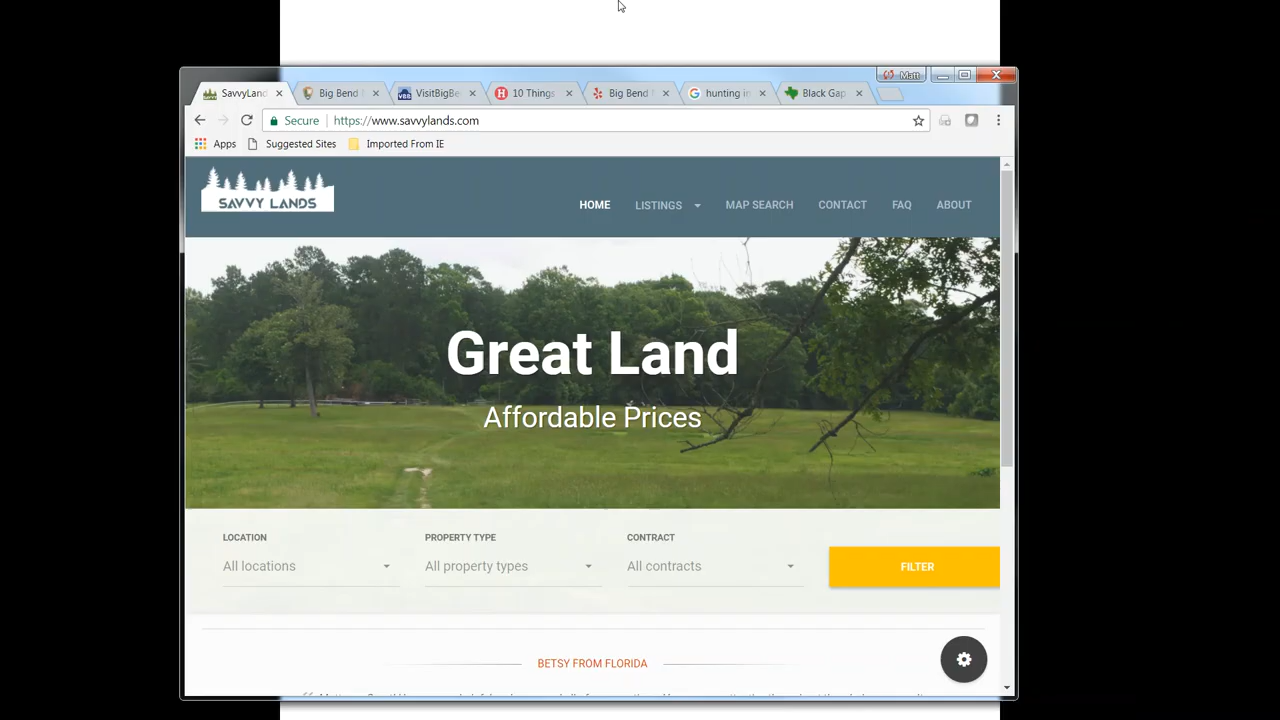 Matt
SavvyLand
Big Bend
VisitBigBe
10 Things
Big Bend
hunting in
Black Gap
Secure
https://www.savvylands.com
Apps
Suggested Sites
Imported From IE
SAVVY LANDS
HOME
LISTINGS
MAP SEARCH
CONTACT
FAQ
ABOUT
Great Land
Affordable Prices
LOCATION
PROPERTY TYPE
CONTRACT
All locations
All property types
All contracts
FILTER
BETSY FROM FLORIDA